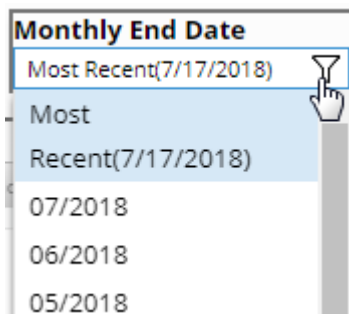 Monthly End Date
Most Recent(7/17/2018)
Most
Recent(7/17/2018)
07/2018
06/2018
05/2018